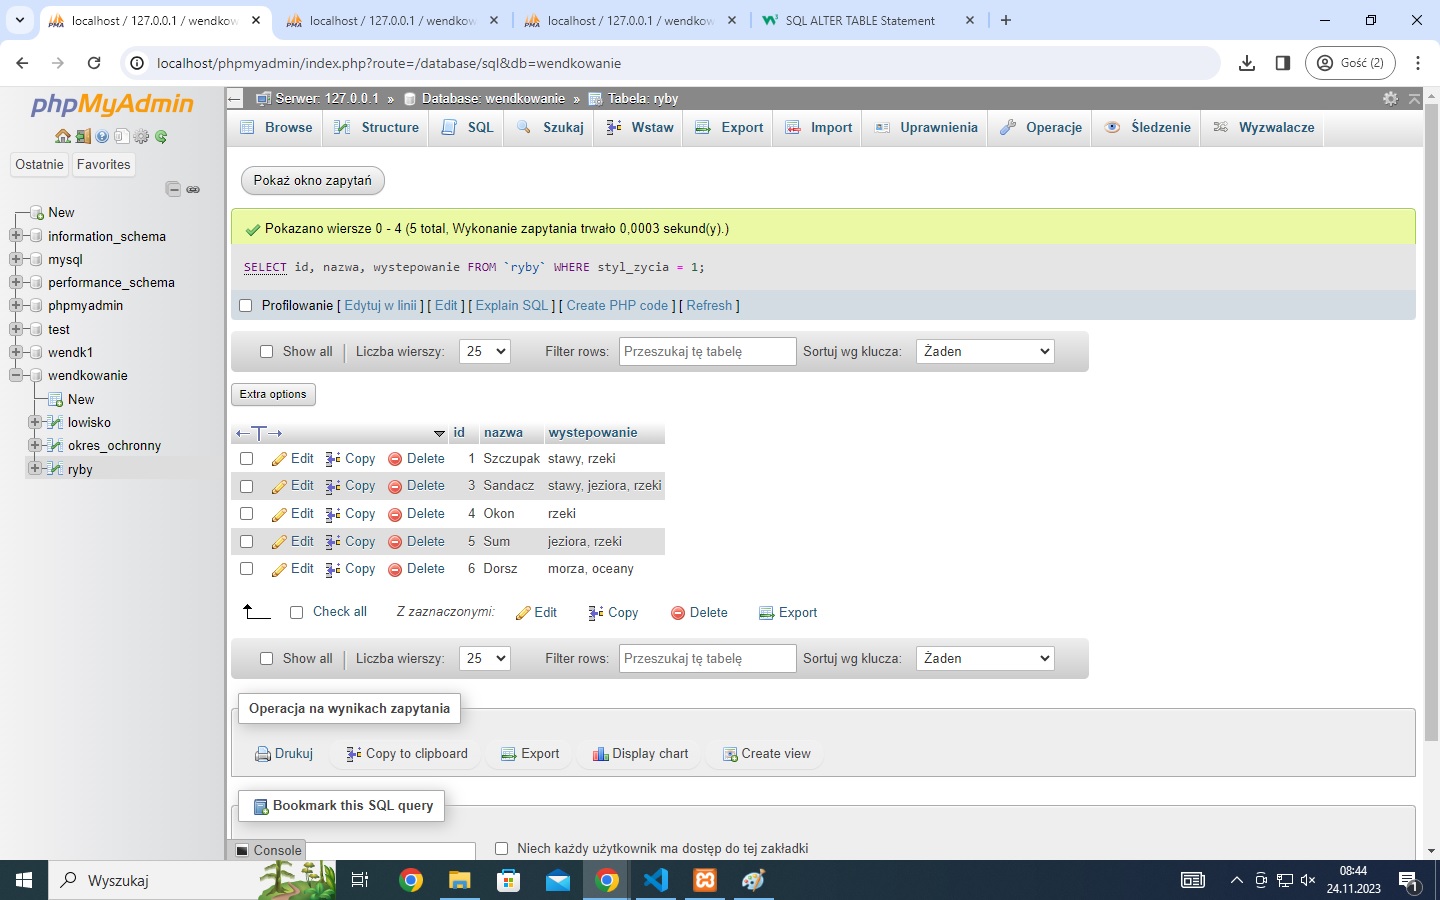 localhost / 127.0.0.1 / wendkow
localhost / 127.0.0.1 / wendkow
localhost / 127.0.0.1 / wendkow
SQL ALTER TABLE Statement
localhost/phpmyadmin/index.php?route=/database/sql&db=wendkowanie
Gość (2)
phpMyAdmin
Ostatnie
Favorites
New
information_schema
mysql
performance_schema
phpmyadmin
test
wendk1
wendkowanie
New
lowisko
okres_ochronny
ryby
Serwer: 127.0.0.1 » Database: wendkowanie » Tabela: ryby
Browse Structure SQL Szukaj Wstaw Export Import Uprawnienia Operacje Śledzenie Wyzwalacze
Pokaż okno zapytań
Pokazano wiersze 0 - 4 (5 total, Wykonanie zapytania trwało 0,0003 sekund(y).)
SELECT id, nazwa, wystepowanie FROM `ryby` WHERE styl_zycia = 1;
Profilowanie [ Edytuj w linii ] [ Edit ] [ Explain SQL ] [ Create PHP code ] [ Refresh ]
Show all Liczba wierszy: 25 Filter rows: Przeszukaj tę tabelę Sortuj wg klucza: Żaden
Extra options
id nazwa wystepowanie
Edit Copy Delete 1 Szczupak stawy, rzeki
Edit Copy Delete 3 Sandacz stawy, jeziora, rzeki
Edit Copy Delete 4 Okon rzeki
Edit Copy Delete 5 Sum jeziora, rzeki
Edit Copy Delete 6 Dorsz morza, oceany
Check all Z zaznaczonymi: Edit Copy Delete Export
Show all Liczba wierszy: 25 Filter rows: Przeszukaj tę tabelę Sortuj wg klucza: Żaden
Operacja na wynikach zapytania
Drukuj Copy to clipboard Export Display chart Create view
Bookmark this SQL query
Console
Niech każdy użytkownik ma dostęp do tej zakładki
Wyszukaj
08:44
24.11.2023
1